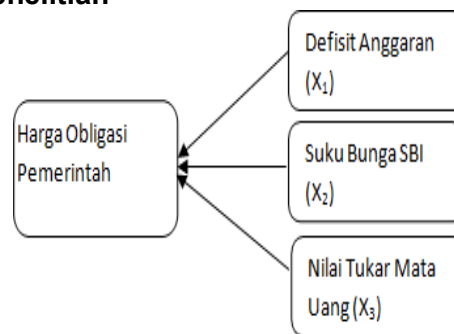 Harga Obligasi
Pemerintah
Defisit Anggaran
(X₁)
Suku Bunga SBI
(X₂)
Nilai Tukar Mata
Uang (X₃)